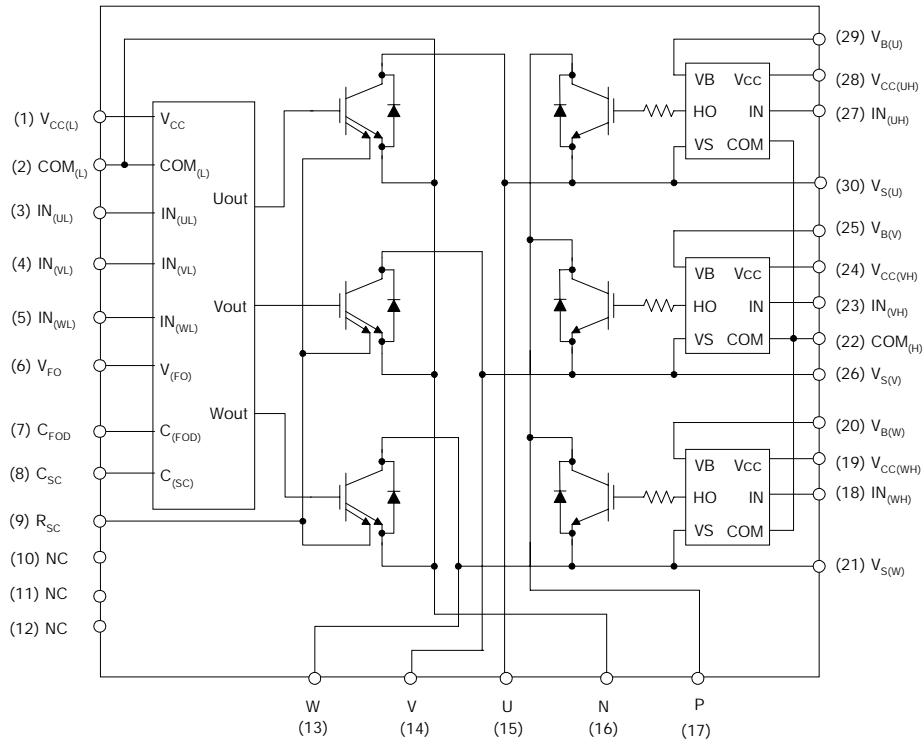 (1) VCC(L)
(2) COM(L)
(3) IN(UL)
(4) IN(VL)
(5) IN(WL)
(6) VFO
(7) CFOD
(8) CSC
(9) RSC
(10) NC
(11) NC
(12) NC
VCC
COM(L)
IN(UL)
IN(VL)
IN(WL)
V(FO)
C(FOD)
C(SC)
Uout
Vout
Wout
VB Vcc
HO IN
VS COM
VB Vcc
HO IN
VS COM
VB Vcc
HO IN
VS COM
(29) VB(U)
(28) VCC(UH)
(27) IN(UH)
(30) VS(U)
(25) VB(V)
(24) VCC(VH)
(23) IN(VH)
(22) COM(H)
(26) VS(V)
(20) VB(W)
(19) VCC(WH)
(18) IN(WH)
(21) VS(W)
W V U N P
(13) (14) (15) (16) (17)